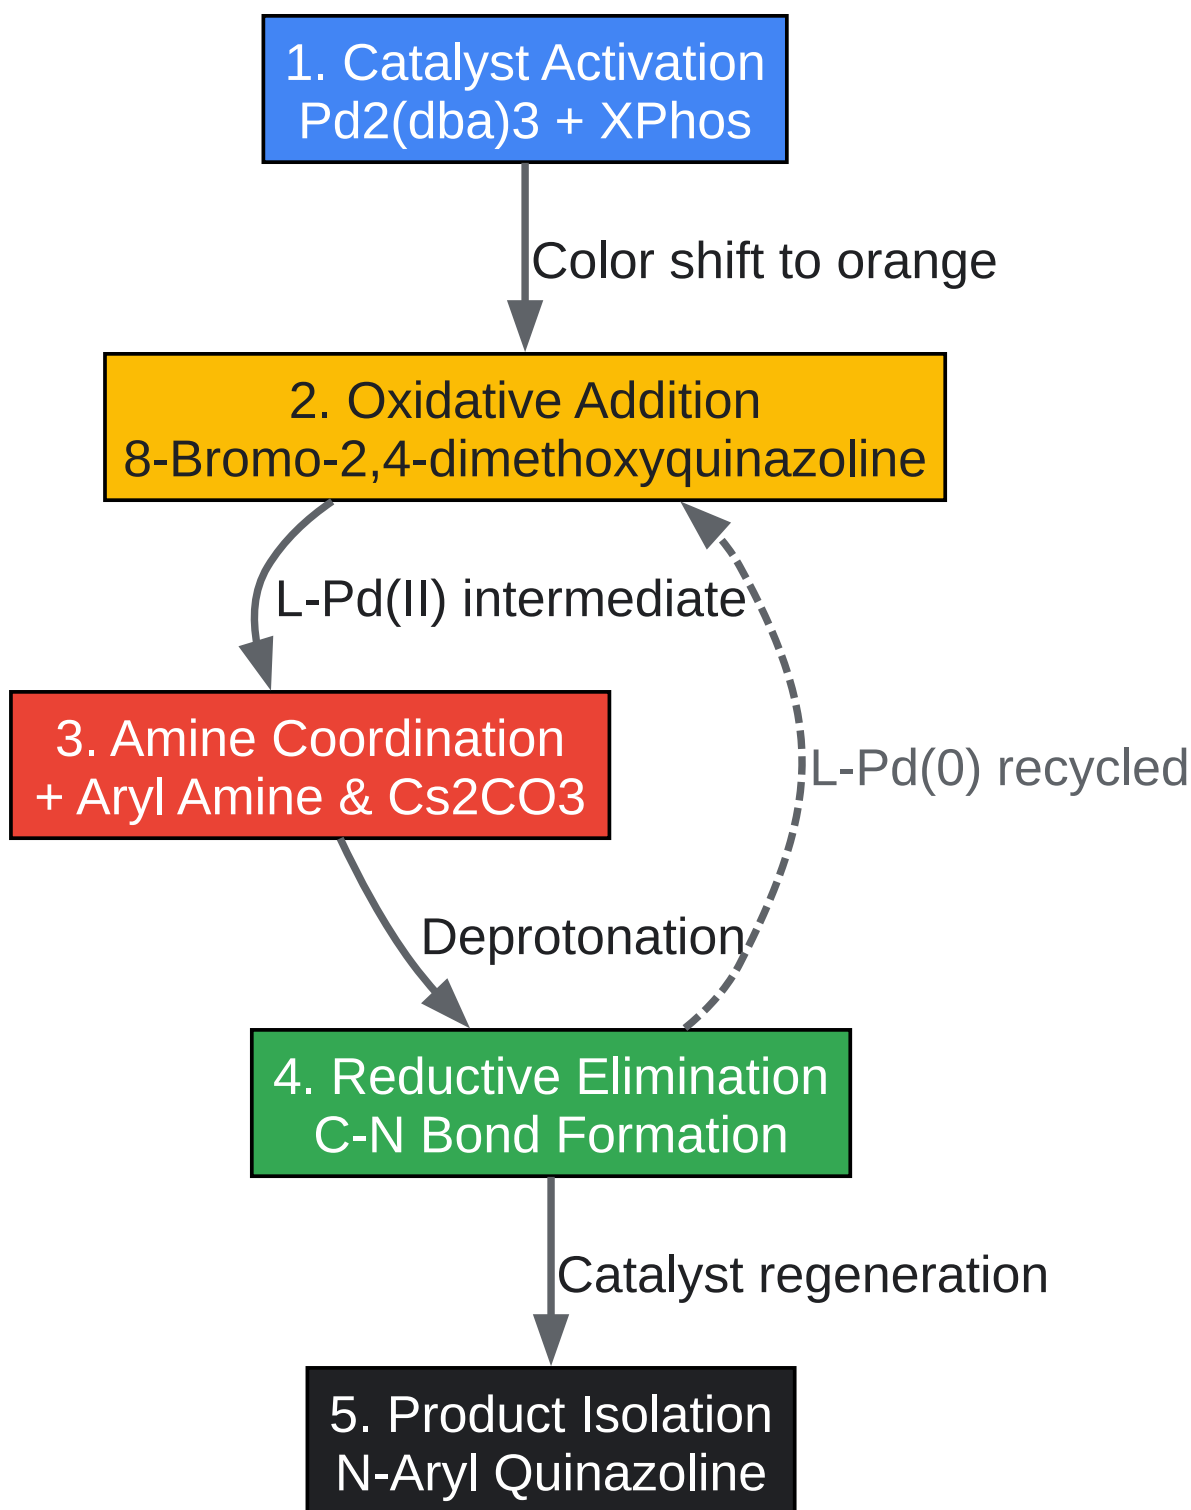 1. Catalyst Activation
Pd2(dba)3 + XPhos
Color shift to orange
2. Oxidative Addition
8-Bromo-2,4-dimethoxyquinazoline
L-Pd(II) intermediate
3. Amine Coordination
+ Aryl Amine & Cs2CO3
L-Pd(0) recycled
Deprotonation
4. Reductive Elimination
C-N Bond Formation
Catalyst regeneration
5. Product Isolation
N-Aryl Quinazoline